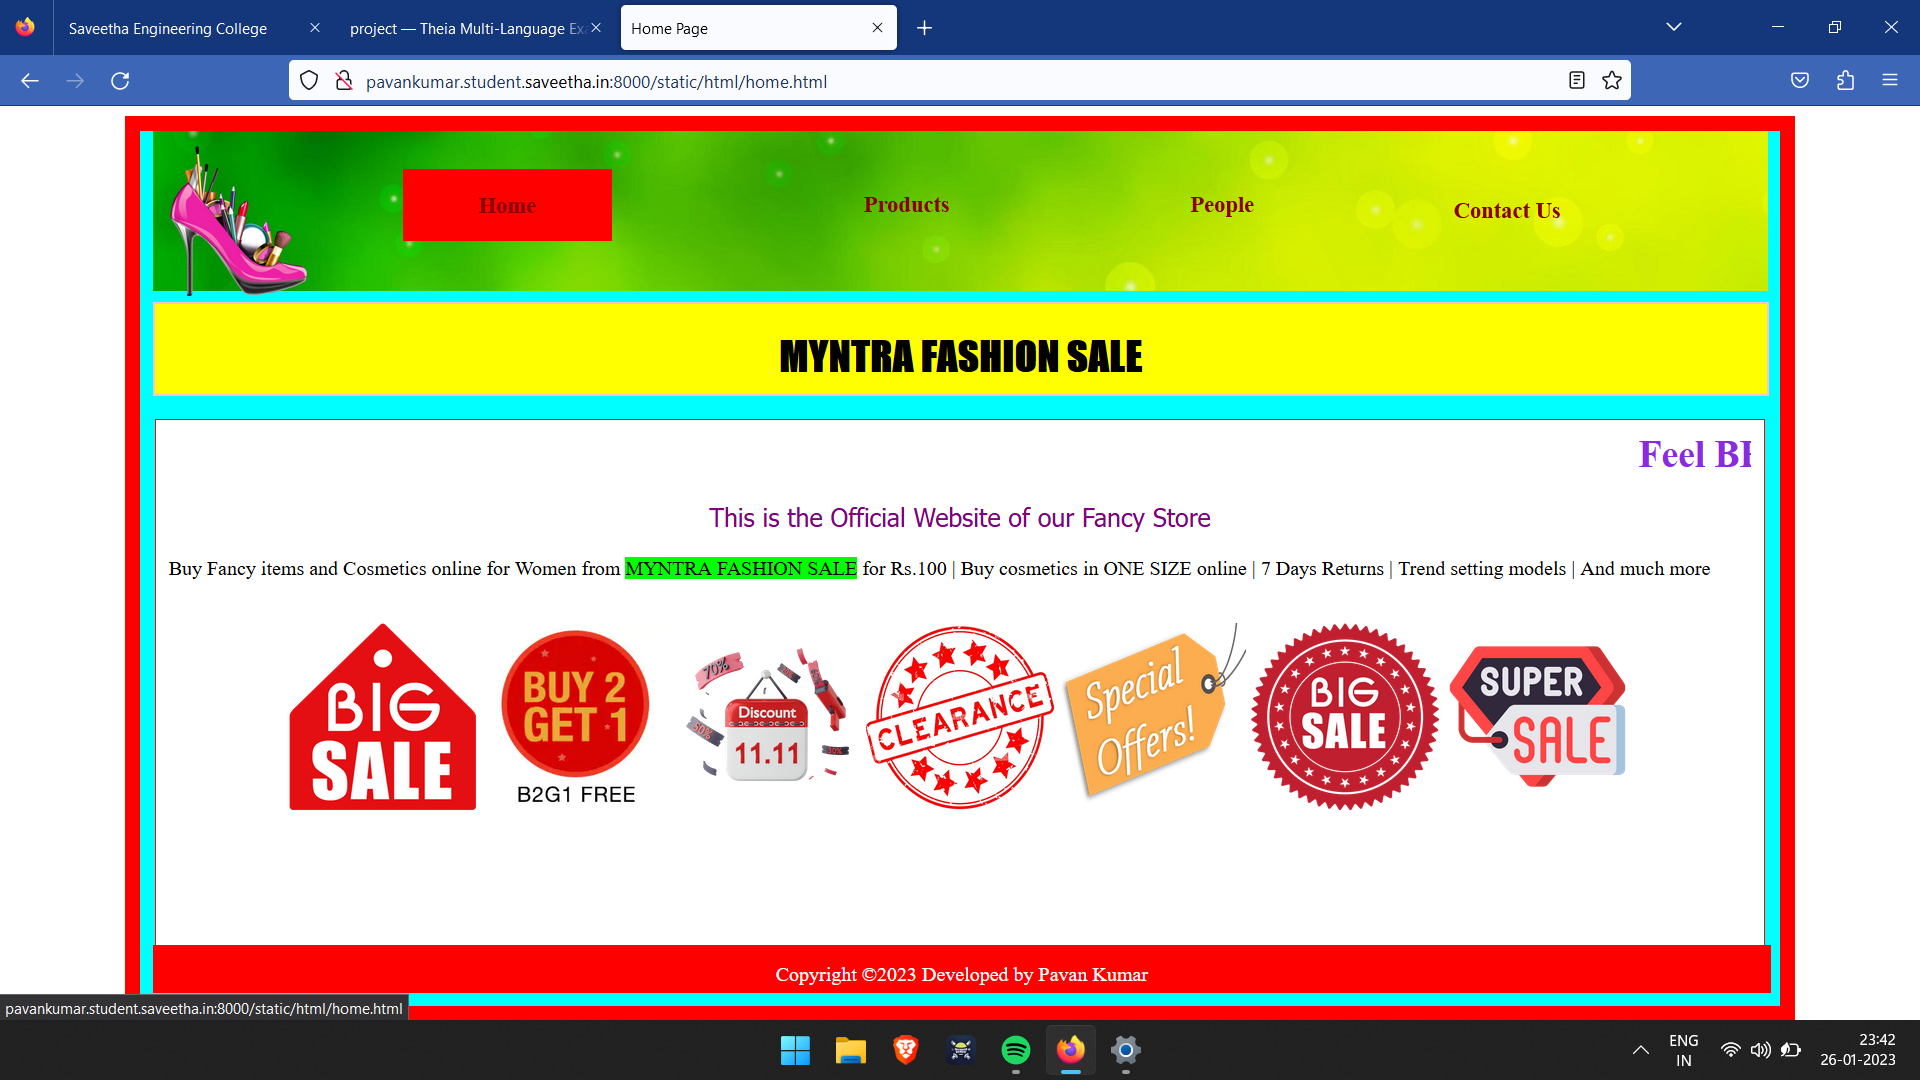 Saveetha Engineering College
project — Theia Multi-Language Ex
Home Page
pavankumar.student.saveetha.in:8000/static/html/home.html
Home
Products
People
Contact Us
MYNTRA FASHION SALE
Feel
This is the Official Website of our Fancy Store
Buy Fancy items and Cosmetics online for Women from MYNTRA FASHION SALE for Rs.100 | Buy cosmetics in ONE SIZE online | 7 Days Returns | Trend setting models | And much more
BIG
SALE
BUY 2
GET 1
B2G1 FREE
70%
50%
Discount
11.11
CLEARANCE
Special
Offers!
BIG
SALE
SUPER
SALE
Copyright ©2023 Developed by Pavan Kumar
pavankumar.student.saveetha.in:8000/static/html/home.html
ENG
IN
23:42
26-01-2023